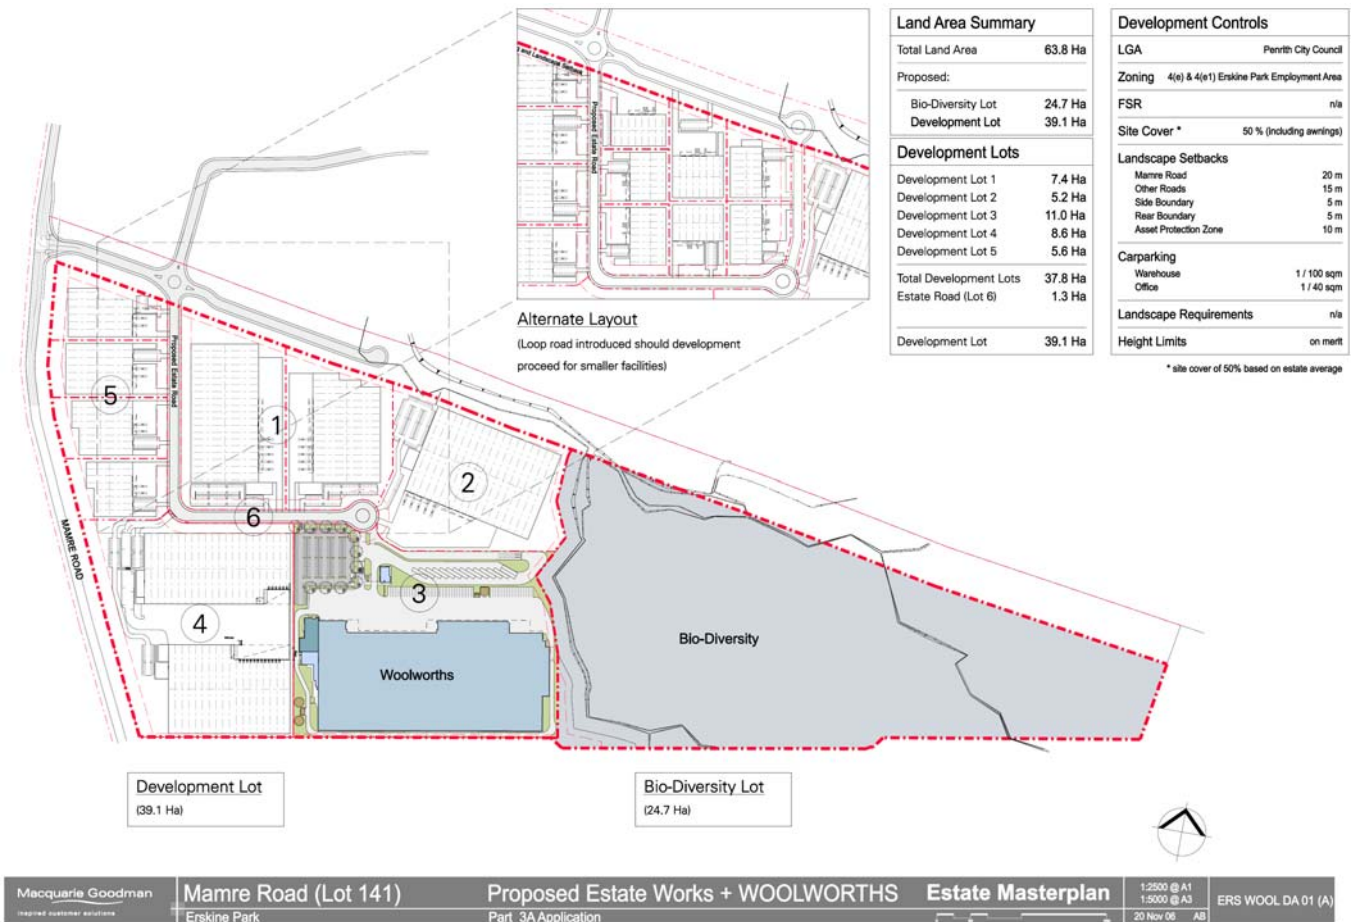 Land Area Summary
Total Land Area 63.8 Ha
Proposed:
Bio-Diversity Lot 24.7 Ha
Development Lot 39.1 Ha
Development Lots
Development Lot 1 7.4 Ha
Development Lot 2 5.2 Ha
Development Lot 3 11.0 Ha
Development Lot 4 8.6 Ha
Development Lot 5 5.6 Ha
Total Development Lots 37.8 Ha
Estate Road (Lot 6) 1.3 Ha
Development Lot 39.1 Ha
Development Controls
LGA Penrith City Council
Zoning 4(e) & 4(e1) Erskine Park Employment Area
FSR n/a
Site Cover * 50 % (including awnings)
Landscape Setbacks
Mamre Road 20 m
Other Roads 15 m
Side Boundary 5 m
Rear Boundary 5 m
Asset Protection Zone 10 m
Carparking
Warehouse 1 / 100 sqm
Office 1 / 40 sqm
Landscape Requirements n/a
Height Limits on merit
* site cover of 50% based on estate average
and Landscape Setback
Proposed Estate Road
Alternate Layout
(Loop road introduced should development
proceed for smaller facilities)
Proposed Estate Road
5
1
2
6
3
4
MAMRE ROAD
Woolworths
Bio-Diversity
Development Lot
(39.1 Ha)
Bio-Diversity Lot
(24.7 Ha)
Macquarie Goodman
inspired customer solutions
Mamre Road (Lot 141)
Erskine Park
Proposed Estate Works + WOOLWORTHS
Part 3A Application
Estate Masterplan
1:2500 @ A1
1:5000 @ A3
20 Nov 06 AB
ERS WOOL DA 01 (A)